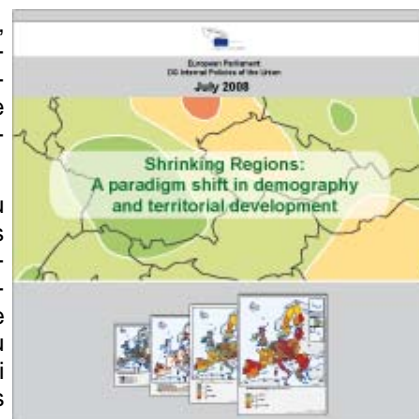 European Parliament
DG Internal Policies of the Union
July 2008
Shrinking Regions:
A paradigm shift in demography
and territorial development